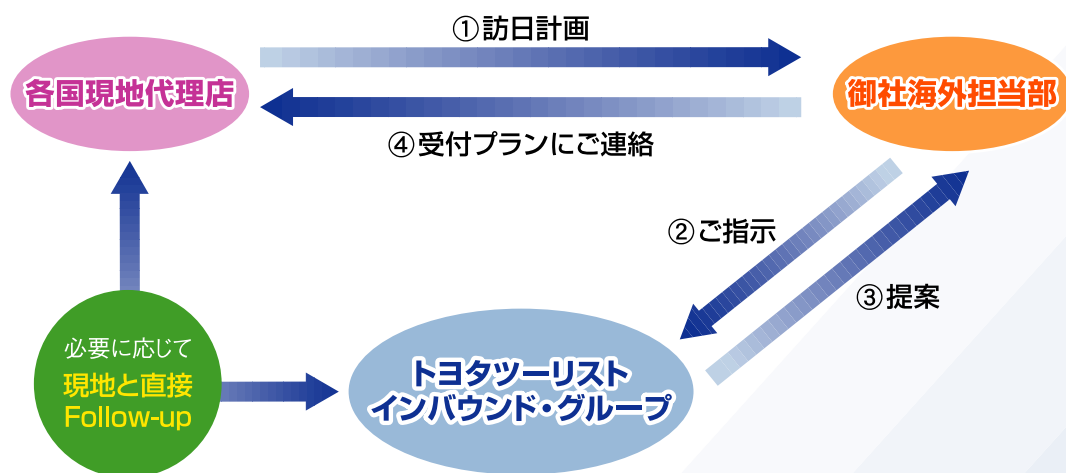 ①訪日計画
各国現地代理店
御社海外担当部
④受付プランにご連絡
②ご指示
③提案
必要に応じて
現地と直接
Follow-up
トヨタツーリスト
インバウンド・グループ